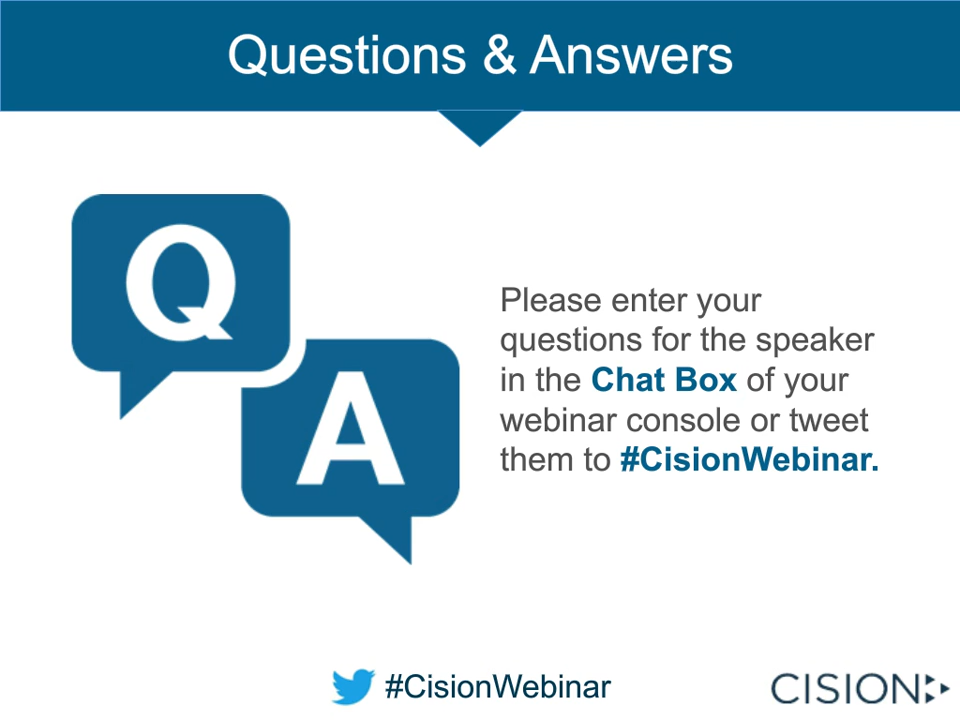 Questions & Answers
Q
A
Please enter your
questions for the speaker
in the Chat Box of your
webinar console or tweet
them to #CisionWebinar.
#CisionWebinar
CISION